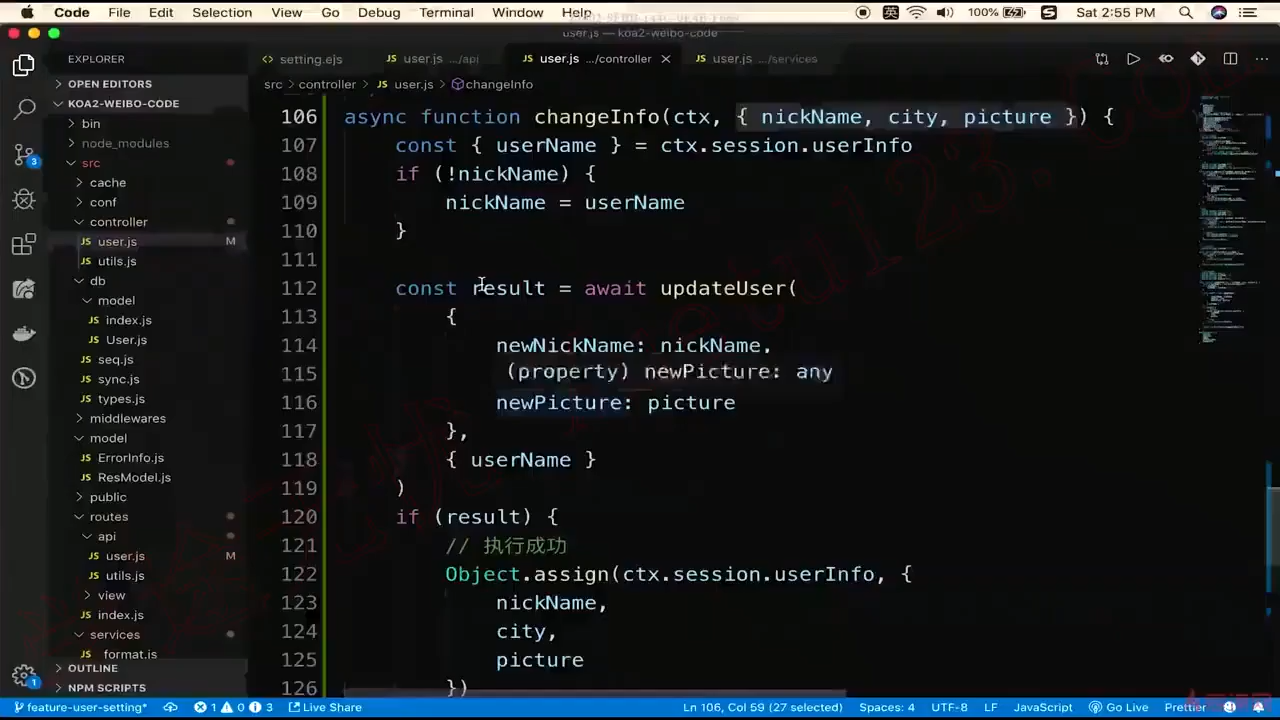 Code File Edit Selection View Go Debug Terminal Window Help 英 100% Sat 2:55 PM
user.js — koa2-weibo-code
EXPLORER
setting.ejs
user.js .../api
user.js .../controller
user.js .../services
OPEN EDITORS
src > controller > user.js > changeInfo
KOA2-WEIBO-CODE
bin
node_modules
src
cache
conf
controller
user.js M
utils.js
db
model
index.js
User.js
seq.js
sync.js
types.js
middlewares
model
ErrorInfo.js
ResModel.js
public
routes
api
user.js M
utils.js
view
index.js
services
format.js
OUTLINE
NPM SCRIPTS
3
1
106 async function changeInfo(ctx, { nickName, city, picture }) {
107 const { userName } = ctx.session.userInfo
108 if (!nickName) {
109 nickName = userName
110 }
111
112 const result = await updateUser(
113 {
114 newNickName: nickName,
115 (property) newPicture: any
116 newPicture: picture
117 },
118 { userName }
119 )
120 if (result) {
121 // 执行成功
122 Object.assign(ctx.session.userInfo, {
123 nickName,
124 city,
125 picture
126 })
feature-user-setting* 1 0 3 Live Share Ln 106, Col 59 (27 selected) Spaces: 4 UTF-8 LF JavaScript Go Live Prettier